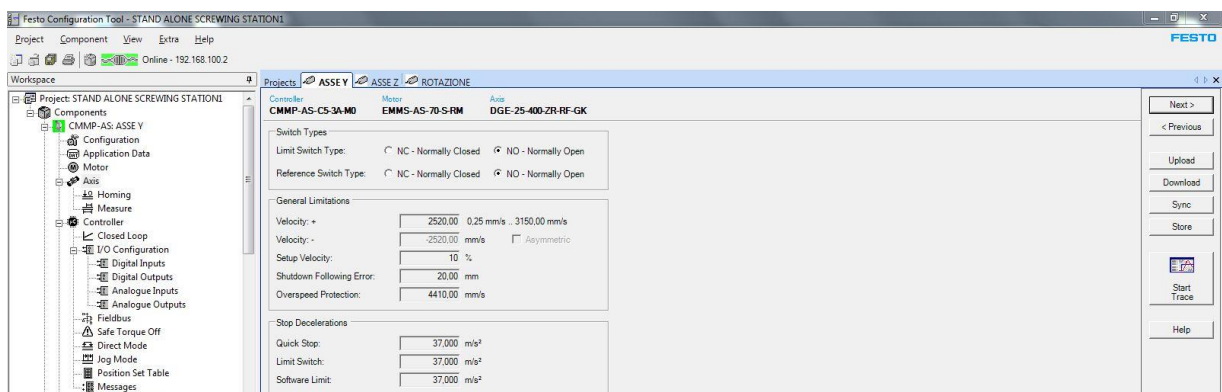 Festo Configuration Tool - STAND ALONE SCREWING STATION1
Project Component View Extra Help
FESTO
Online - 192.168.100.2
Workspace
Projects ASSE Y ASSE Z ROTAZIONE
Project: STAND ALONE SCREWING STATION1
Components
CMMP-AS: ASSE Y
Configuration
Application Data
Motor
Axis
Homing
Measure
Controller
Closed Loop
I/O Configuration
Digital Inputs
Digital Outputs
Analogue Inputs
Analogue Outputs
Fieldbus
Safe Torque Off
Direct Mode
Jog Mode
Position Set Table
Messages
Controller Motor Axis
CMMP-AS-C5-3A-M0 EMMS-AS-70-S-RM DGE-25-400-ZR-RF-GK
Switch Types
Limit Switch Type: NC - Normally Closed NO - Normally Open
Reference Switch Type: NC - Normally Closed NO - Normally Open
General Limitations
Velocity: + 2520,00 0.25 mm/s .. 3150,00 mm/s
Velocity: - -2520,00 mm/s Asymmetric
Setup Velocity: 10 %
Shutdown Following Error: 20,00 mm
Overspeed Protection: 4410,00 mm/s
Stop Decelerations
Quick Stop: 37,000 m/s²
Limit Switch: 37,000 m/s²
Software Limit: 37,000 m/s²
Next >
< Previous
Upload
Download
Sync
Store
Start
Trace
Help